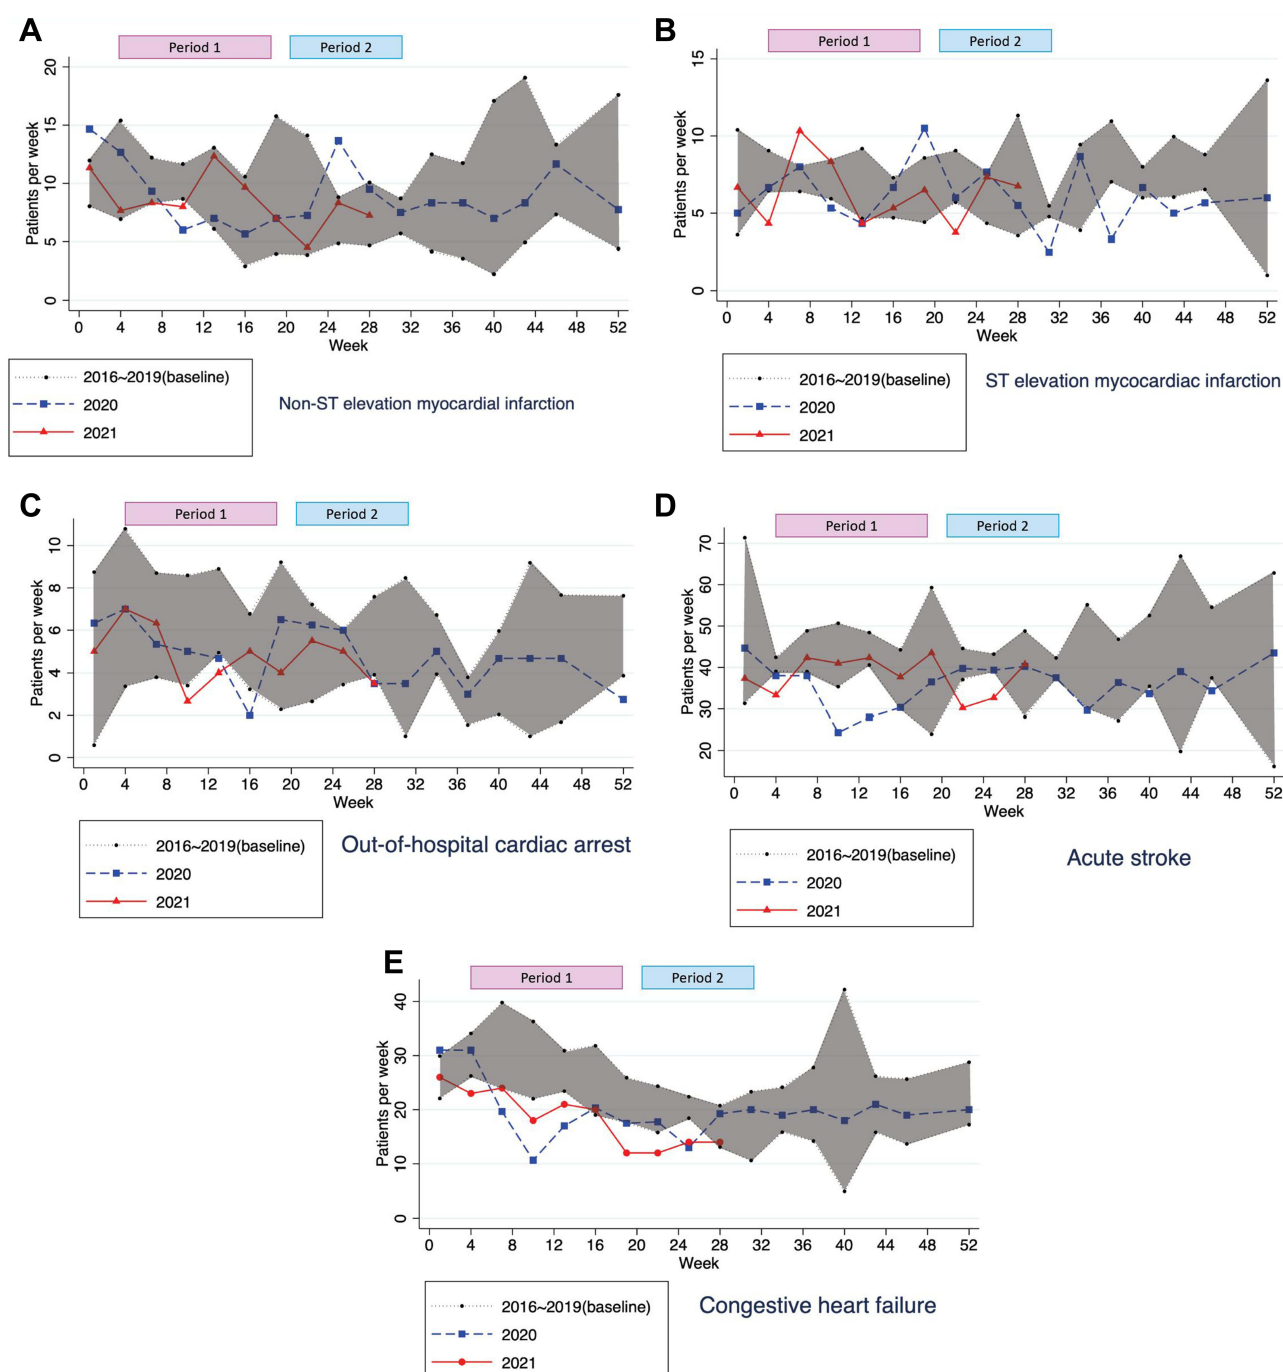 A
Period 1
Period 2
Patients per week
20
15
10
5
0
0 4 8 12 16 20 24 28 32 36 40 44 48 52
Week
2016~2019(baseline)
2020
2021
Non-ST elevation myocardial infarction
B
Period 1
Period 2
Patients per week
15
10
5
0
0 4 8 12 16 20 24 28 32 36 40 44 48 52
Week
2016~2019(baseline)
2020
2021
ST elevation mycocardiac infarction
C
Period 1
Period 2
Patients per week
10
8
6
4
2
0
0 4 8 12 16 20 24 28 32 36 40 44 48 52
Week
2016~2019(baseline)
2020
2021
Out-of-hospital cardiac arrest
D
Period 1
Period 2
Patients per week
70
60
50
40
30
20
0 4 8 12 16 20 24 28 32 36 40 44 48 52
Week
2016~2019(baseline)
2020
2021
Acute stroke
E
Period 1
Period 2
Patients per week
40
30
20
10
0
0 4 8 12 16 20 24 28 32 36 40 44 48 52
Week
2016~2019(baseline)
2020
2021
Congestive heart failure